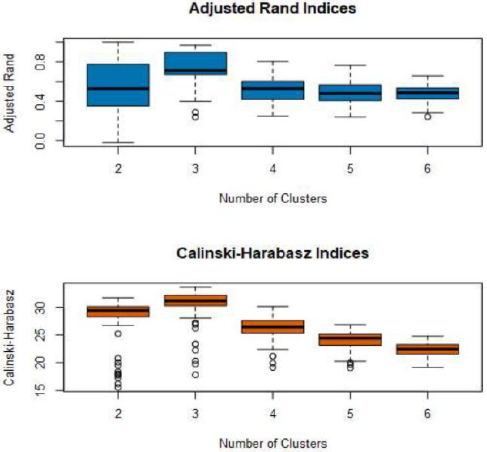 Adjusted Rand Indices
Adjusted Rand
0.8
0.4
0.0
2 3 4 5 6
Number of Clusters
Calinski-Harabasz Indices
Calinski-Harabasz
30
25
20
15
2 3 4 5 6
Number of Clusters